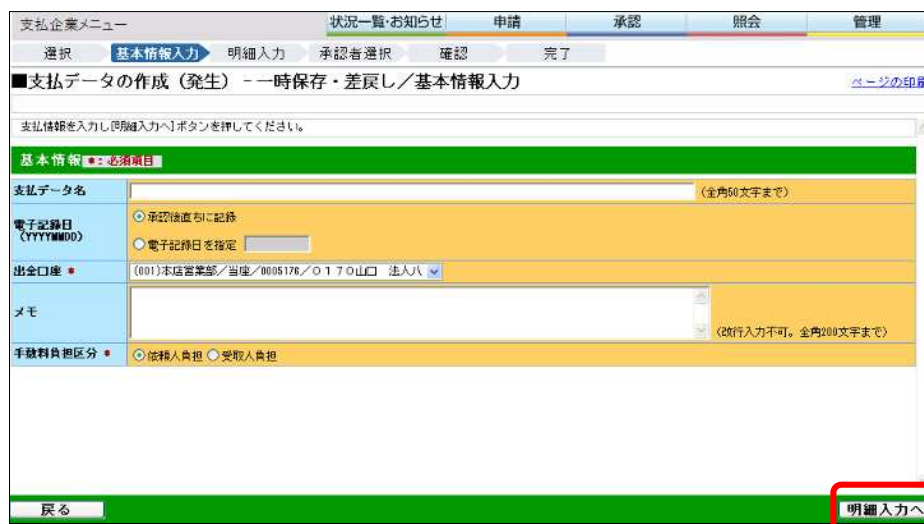 支払企業メニュー
状況一覧・お知らせ 申請 承認 照会 管理
選択 基本情報入力 明細入力 承認者選択 確認 完了
■支払データの作成(発生) -一時保存・差戻し/基本情報入力
ページの印刷
支払情報を入力し[明細入力へ]ボタンを押してください。
基本情報 *:必須項目
支払データ名 (全角50文字まで)
電子記録日
(YYYYMMDD)
承認後直ちに記録
電子記録日を指定
出金口座 * (001)本店営業部/当座/0005176/0170山口 法人八
メモ (改行入力不可。全角200文字まで)
手数料負担区分 * 依頼人負担 受取人負担
戻る 明細入力へ